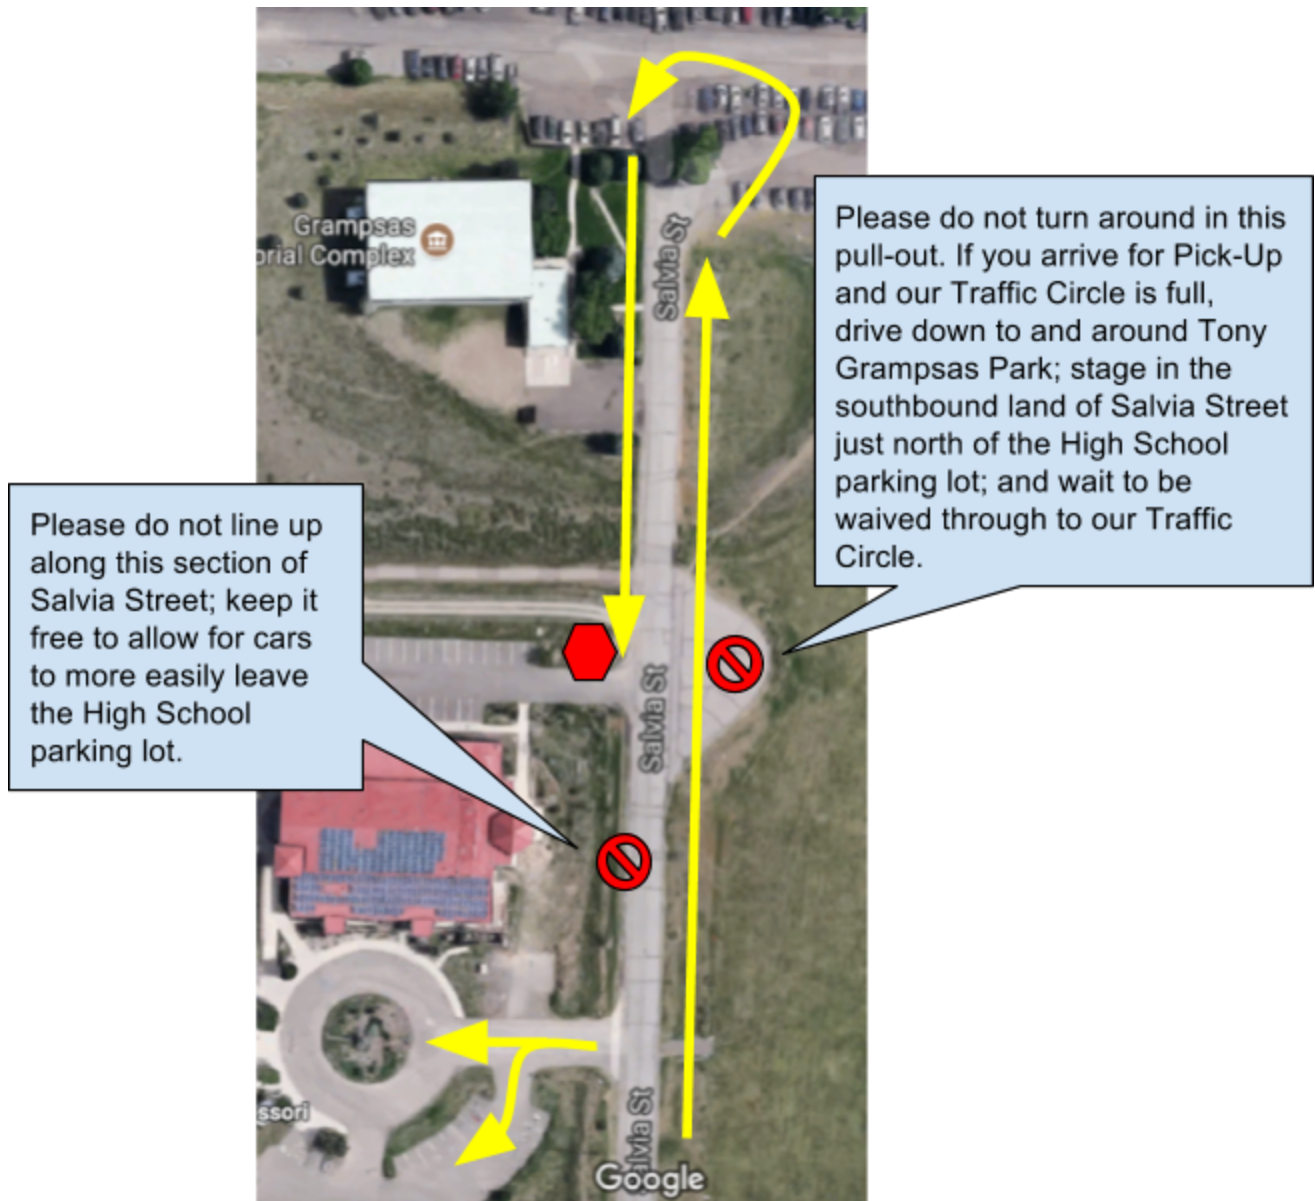 Please do not turn around in this
pull-out. If you arrive for Pick-Up
and our Traffic Circle is full,
drive down to and around Tony
Grampsas Park; stage in the
southbound land of Salvia Street
just north of the High School
parking lot; and wait to be
waived through to our Traffic
Circle.
Grampsas
orial Complex
Salvia St
Please do not line up
along this section of
Salvia Street; keep it
free to allow for cars
to more easily leave
the High School
parking lot.
Salvia St
essori
Salvia St
Google